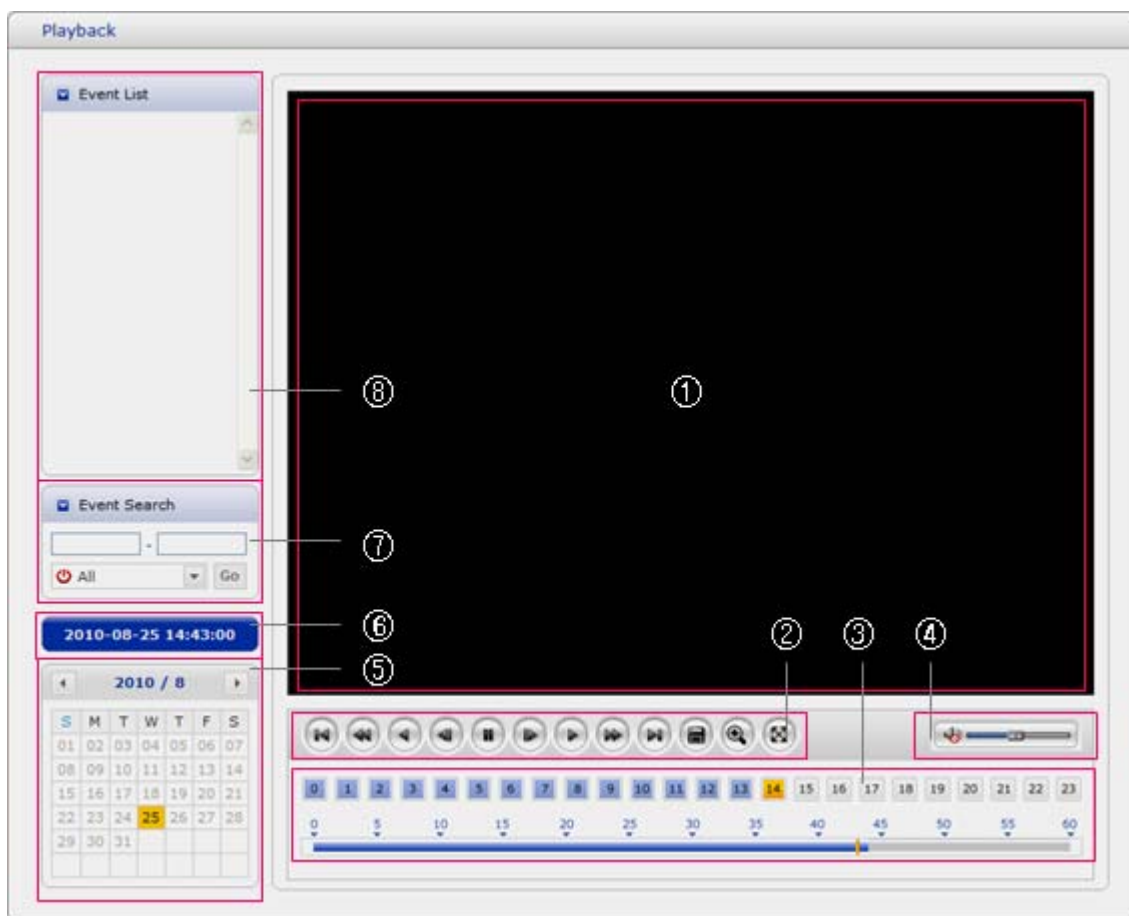 Playback
Event List
⑧
①
Event Search
-
⑦
All
Go
2010-08-25 14:43:00
⑥
②
③
④
⑤
2010 / 8
S M T W T F S
01 02 03 04 05 06 07
08 09 10 11 12 13 14
15 16 17 18 19 20 21
22 23 24 25 26 27 28
29 30 31
0 1 2 3 4 5 6 7 8 9 10 11 12 13 14 15 16 17 18 19 20 21 22 23
0 5 10 15 20 25 30 35 40 45 50 55 60